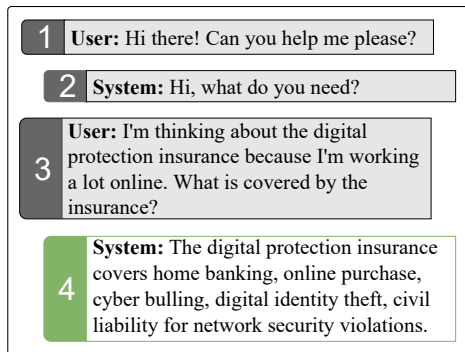 1 User: Hi there! Can you help me please?
2 System: Hi, what do you need?
User: I'm thinking about the digital
protection insurance because I'm working
3 a lot online. What is covered by the
insurance?
System: The digital protection insurance
covers home banking, online purchase,
4 cyber bulling, digital identity theft, civil
liability for network security violations.